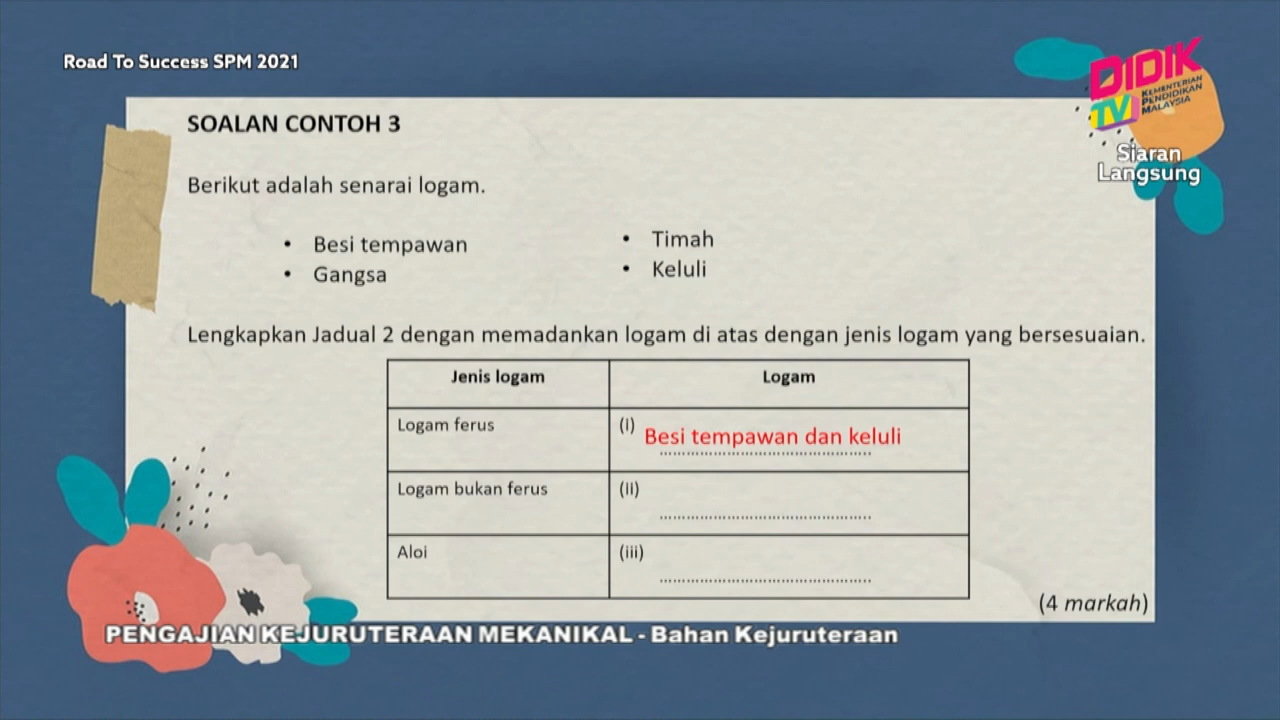 Road To Success SPM 2021
DIDIK
TV
KEMENTERIAN
PENDIDIKAN
MALAYSIA
Siaran
Langsung
SOALAN CONTOH 3
Berikut adalah senarai logam.
• Besi tempawan
• Gangsa
• Timah
• Keluli
Lengkapkan Jadual 2 dengan memadankan logam di atas dengan jenis logam yang bersesuaian.
Jenis logam Logam
Logam ferus (i) Besi tempawan dan keluli
Logam bukan ferus (ii) ................................................
Aloi (iii) ................................................
(4 markah)
PENGAJIAN KEJURUTERAAN MEKANIKAL - Bahan Kejuruteraan